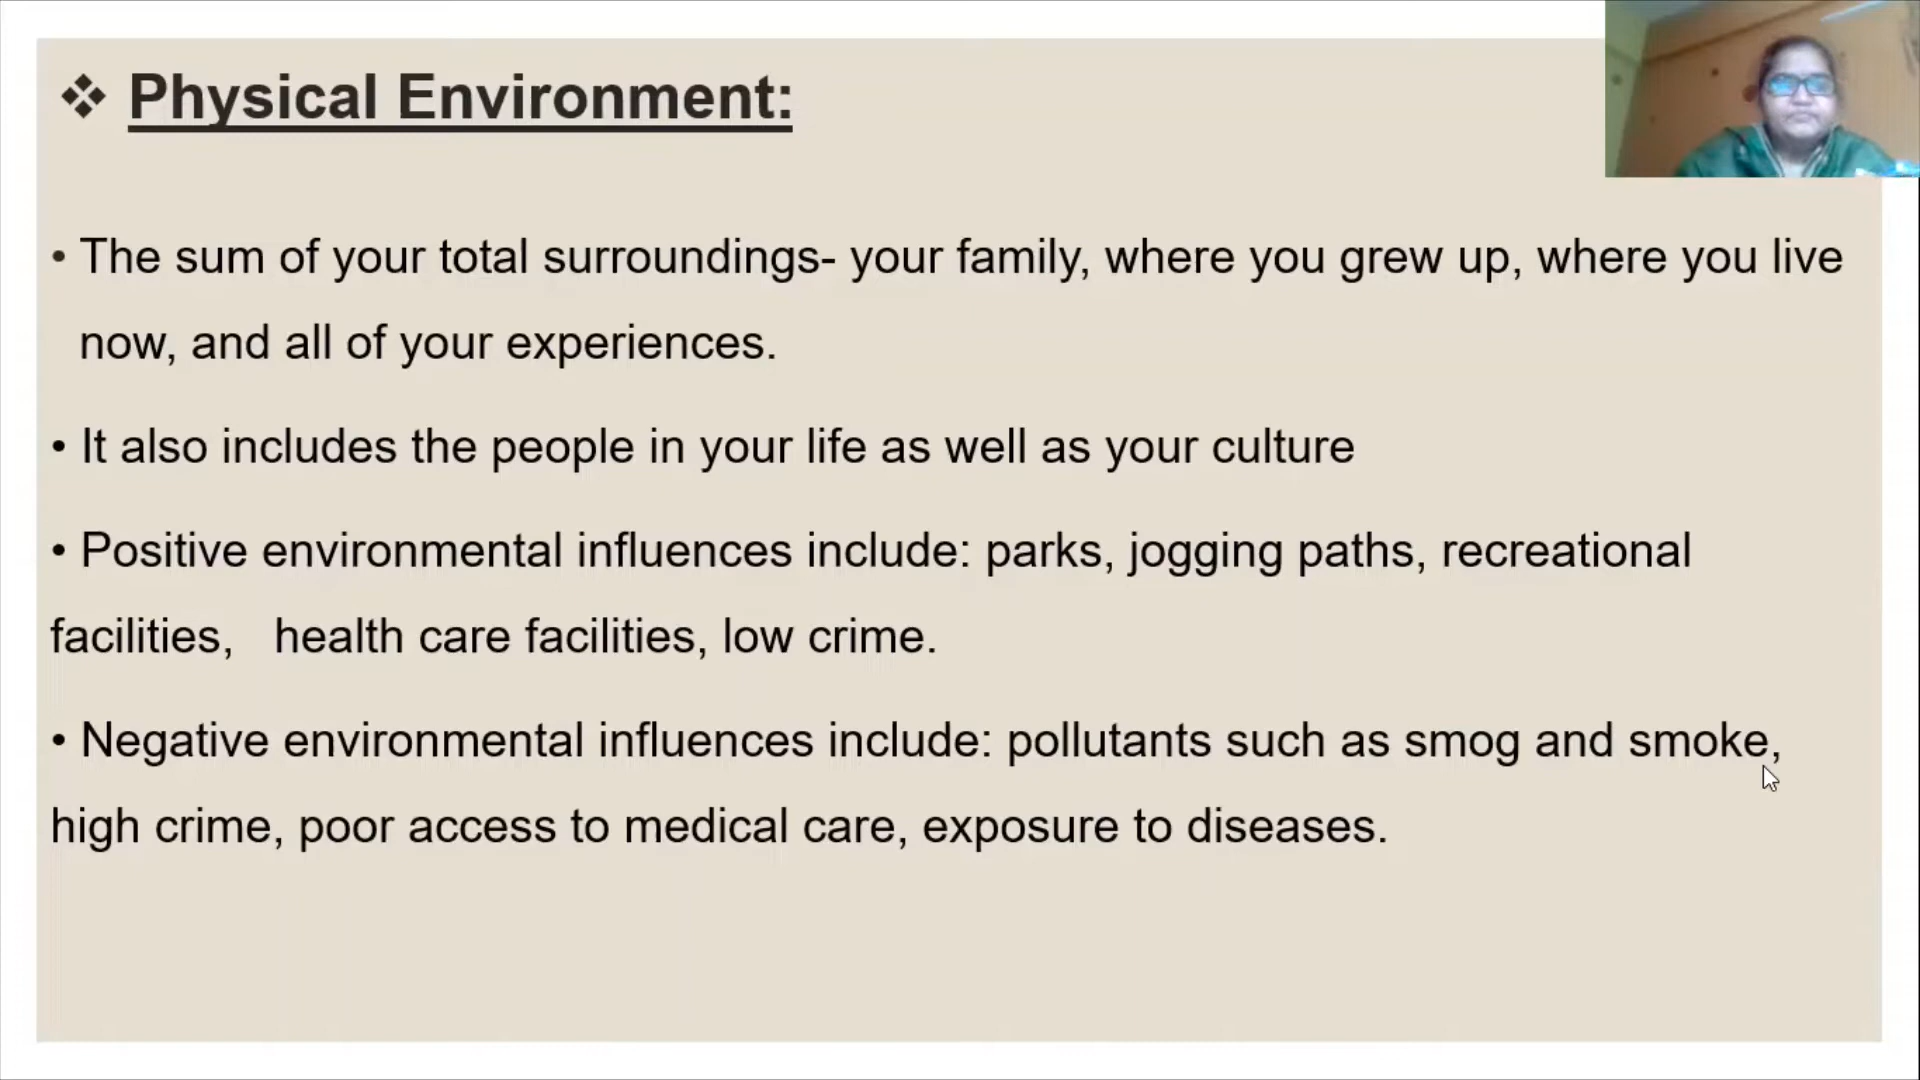 ❖ Physical Environment:
• The sum of your total surroundings- your family, where you grew up, where you live
now, and all of your experiences.
• It also includes the people in your life as well as your culture
• Positive environmental influences include: parks, jogging paths, recreational
facilities,   health care facilities, low crime.
• Negative environmental influences include: pollutants such as smog and smoke,
high crime, poor access to medical care, exposure to diseases.